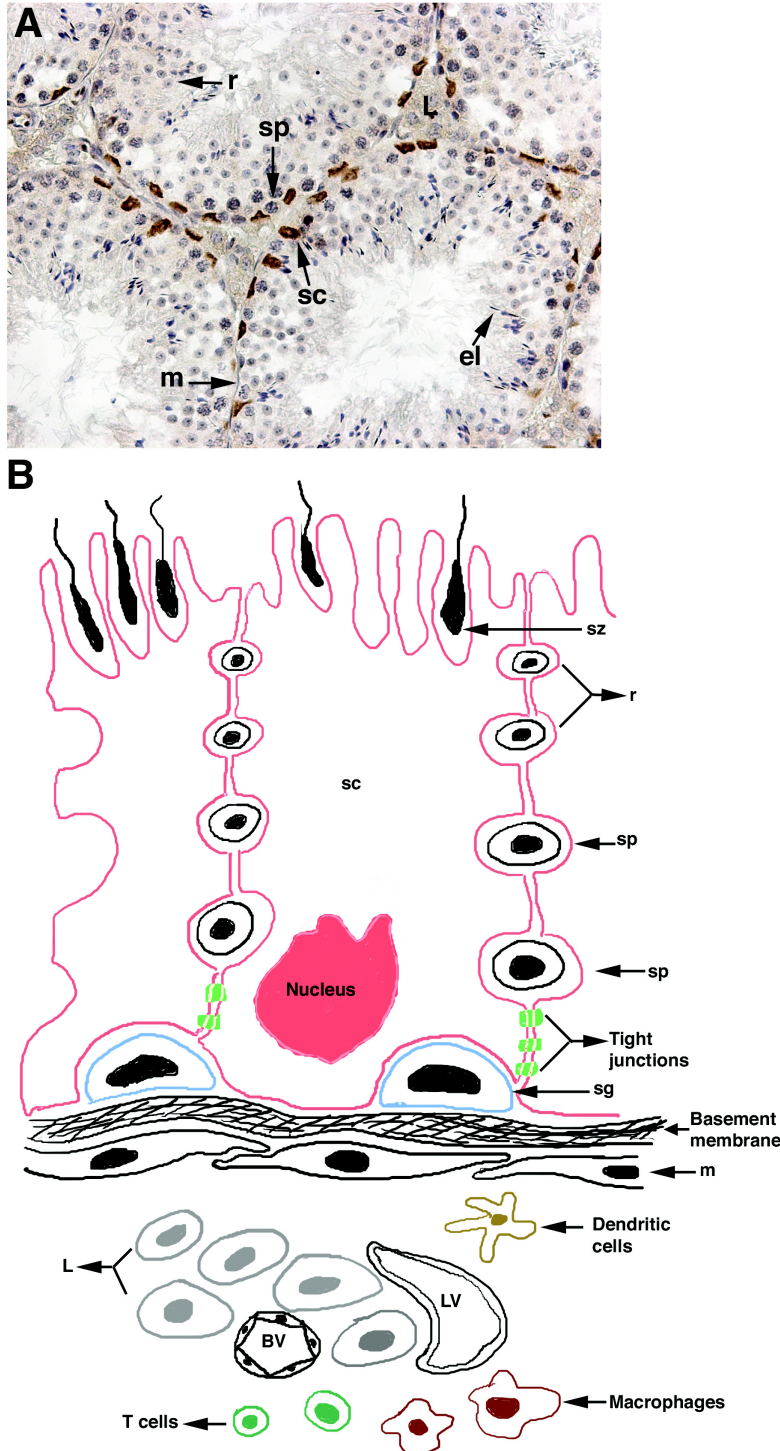 A
r
L
sp
sc
el
m
B
sz
r
sc
sp
sp
Nucleus
Tight
junctions
sg
Basement
membrane
m
Dendritic
cells
L
LV
BV
Macrophages
T cells